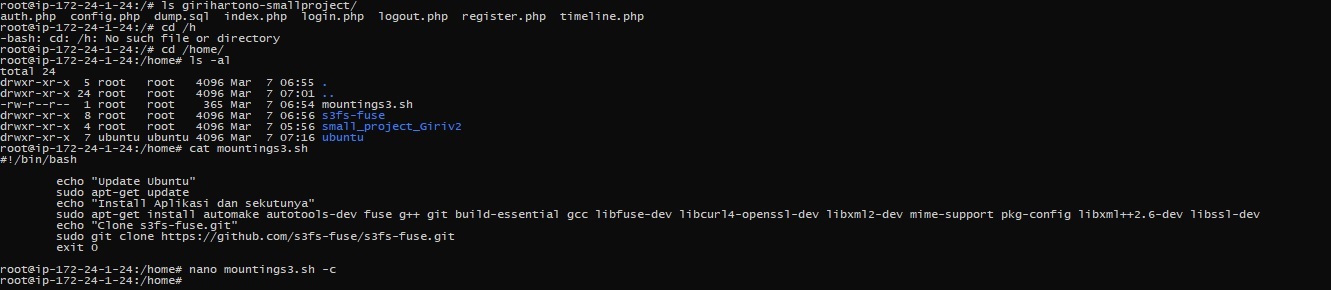 root@ip-172-24-1-24:/# ls girihartono-smallproject/
auth.php  config.php  dump.sql  index.php  login.php  logout.php  register.php  timeline.php
root@ip-172-24-1-24:/# cd /h
-bash: cd: /h: No such file or directory
root@ip-172-24-1-24:/# cd /home/
root@ip-172-24-1-24:/home# ls -al
total 24
drwxr-xr-x  5 root   root   4096 Mar  7 06:55 .
drwxr-xr-x 24 root   root   4096 Mar  7 07:01 ..
-rw-r--r--  1 root   root    365 Mar  7 06:54 mountings3.sh
drwxr-xr-x  8 root   root   4096 Mar  7 06:56 s3fs-fuse
drwxr-xr-x  4 root   root   4096 Mar  7 05:56 small_project_Giriv2
drwxr-xr-x  7 ubuntu ubuntu 4096 Mar  7 07:16 ubuntu
root@ip-172-24-1-24:/home# cat mountings3.sh
#!/bin/bash
echo "Update Ubuntu"
sudo apt-get update
echo "Install Aplikasi dan sekutunya"
sudo apt-get install automake autotools-dev fuse g++ git build-essential gcc libfuse-dev libcurl4-openssl-dev libxml2-dev mime-support pkg-config libxml++2.6-dev libssl-dev
echo "Clone s3fs-fuse.git"
sudo git clone https://github.com/s3fs-fuse/s3fs-fuse.git
exit 0
root@ip-172-24-1-24:/home# nano mountings3.sh -c
root@ip-172-24-1-24:/home#